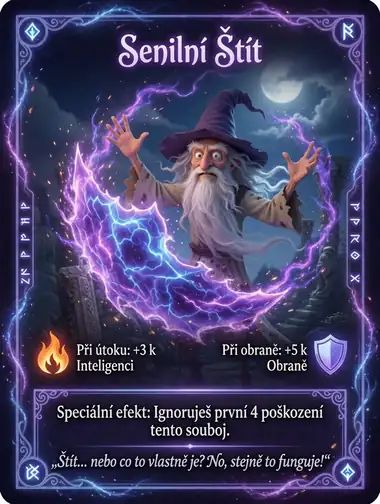 Senilní Štít
Při útoku: +3 k
Inteligenci
Při obraně: +5 k
Obraně
Speciální efekt: Ignoruješ první 4 poškození
tento souboj.
„Štít... nebo co to vlastně je? No, stejně to funguje!“